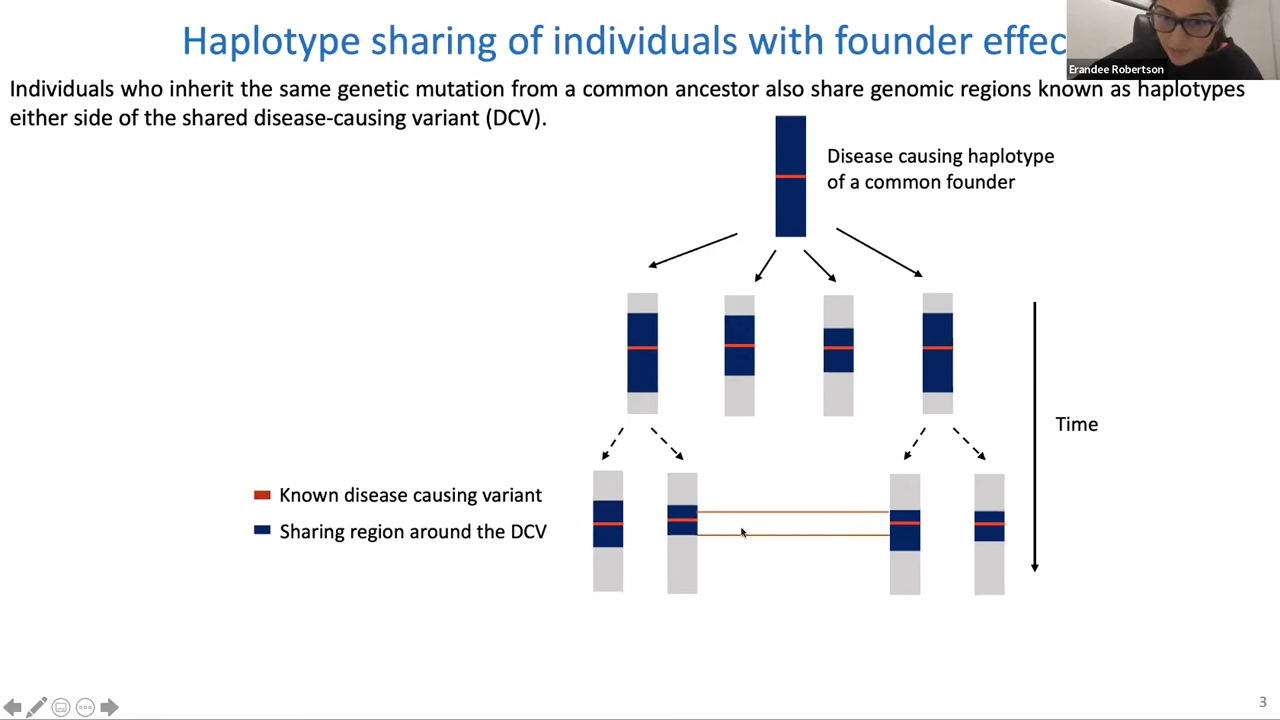 Haplotype sharing of individuals with founder effec
Erandee Robertson
Individuals who inherit the same genetic mutation from a common ancestor also share genomic regions known as haplotypes
either side of the shared disease-causing variant (DCV).
Disease causing haplotype
of a common founder
Time
Known disease causing variant
Sharing region around the DCV
3